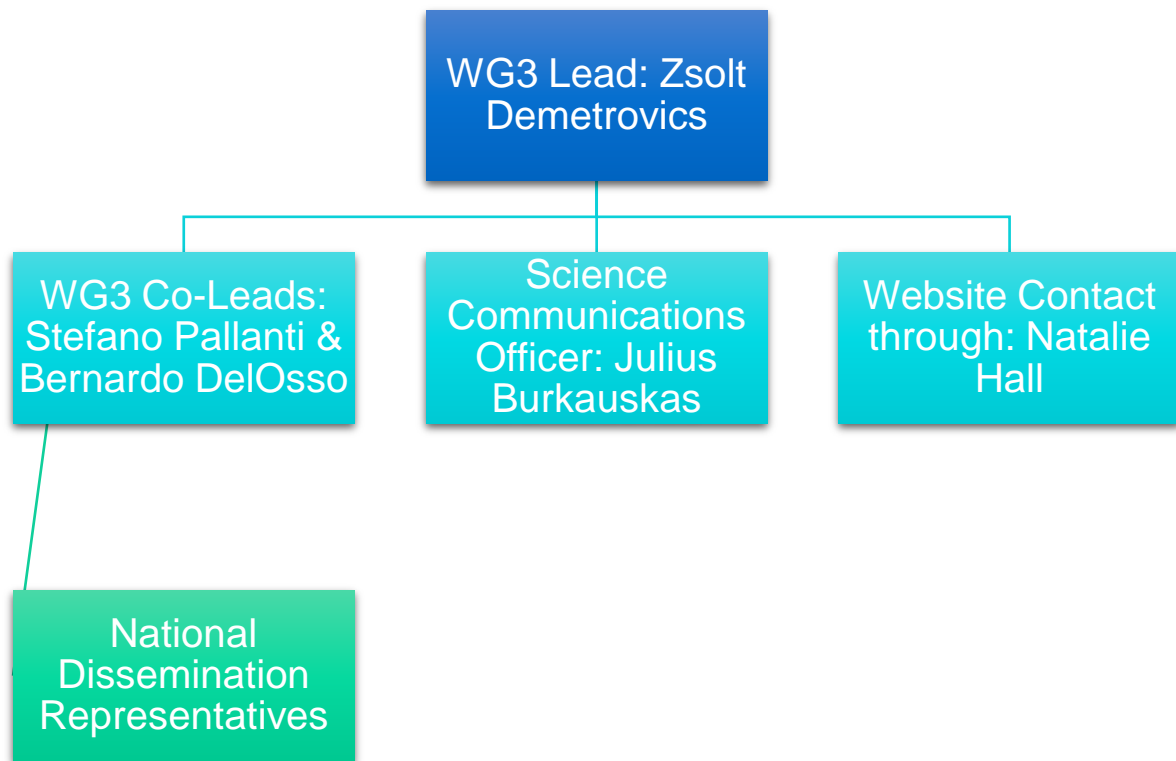 WG3 Lead: Zsolt
Demetrovics
WG3 Co-Leads:
Stefano Pallanti &
Bernardo DelOsso
Science
Communications
Officer: Julius
Burkauskas
Website Contact
through: Natalie
Hall
National
Dissemination
Representatives